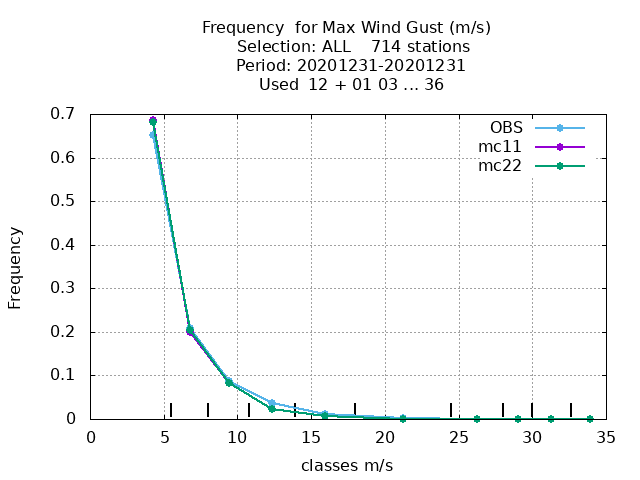 Frequency  for Max Wind Gust (m/s)
Selection: ALL    714 stations
Period: 20201231-20201231
Used  12 + 01 03 ... 36
OBS
mc11
mc22
Frequency
0.7
0.6
0.5
0.4
0.3
0.2
0.1
0
0 5 10 15 20 25 30 35
classes m/s